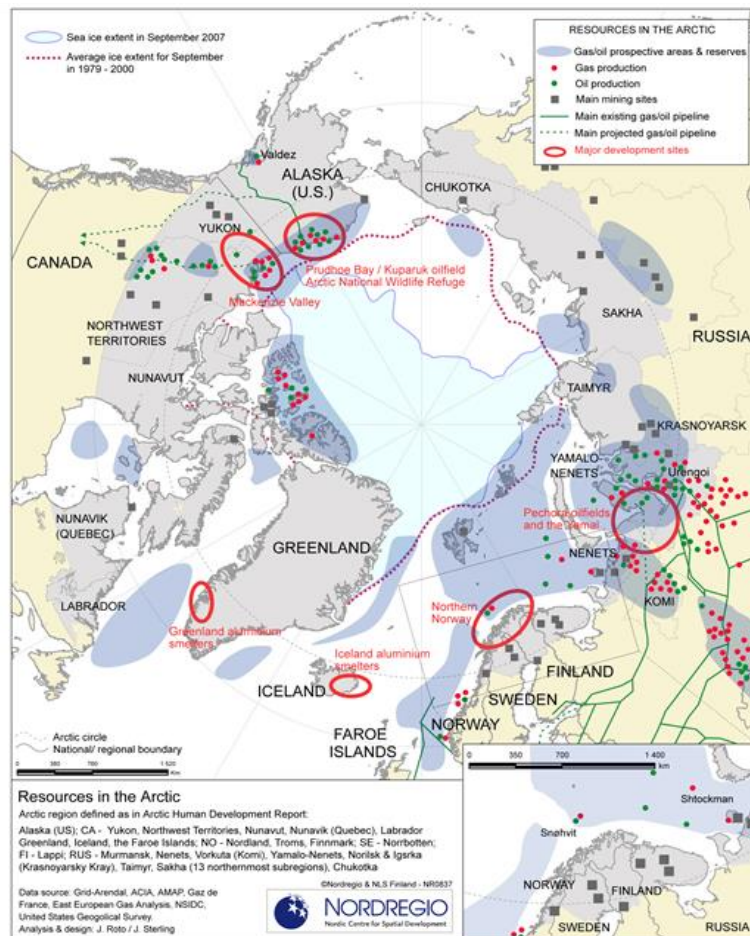 Sea ice extent in September 2007
Average ice extent for September
in 1979 - 2000
RESOURCES IN THE ARCTIC
Gas/oil prospective areas & reserves
Gas production
Oil production
Main mining sites
Main existing gas/oil pipeline
Main projected gas/oil pipeline
Major development sites
Valdez
ALASKA
(U.S.)
CHUKOTKA
YUKON
CANADA
Prudhoe Bay / Kuparuk oilfield
Arctic National Wildlife Refuge
Mackenzie Valley
SAKHA
NORTHWEST
TERRITORIES
RUSSIA
NUNAVUT
TAIMYR
KRASNOYARSK
YAMALO
NENETS
Urengoi
NUNAVIK
(QUEBEC)
Pechora oilfields
and the Yamal
GREENLAND
NENETS
KOMI
LABRADOR
Northern
Norway
Greenland aluminium
smelters
Iceland aluminium
smelters
FINLAND
ICELAND
SWEDEN
FAROE
ISLANDS
NORWAY
Arctic circle
National/ regional boundary
0 390 780 1 520
Km
0 350 700 1 400
km
Shtockman
Snøhvit
NORWAY
FINLAND
SWEDEN
RUSSIA
Resources in the Arctic
Arctic region defined as in Arctic Human Development Report:
Alaska (US); CA - Yukon, Northwest Territories, Nunavut, Nunavik (Quebec), Labrador
Greenland, Iceland, the Faroe Islands; NO - Nordland, Troms, Finnmark; SE - Norrbotten;
FI - Lappi; RUS - Murmansk, Nenets, Vorkuta (Komi), Yamalo-Nenets, Norilsk & Igsrka
(Krasnoyarsky Kray), Taimyr, Sakha (13 northernmost subregions), Chukotka
©Nordregio & NLS Finland - NR0837
Data source: Grid-Arendal, ACIA, AMAP, Gaz de
France, East European Gas Analysis, NSIDC,
United States Geogolical Survey.
Analysis & design: J. Roto / J. Sterling
NORDREGIO
Nordic Centre for Spatial Development